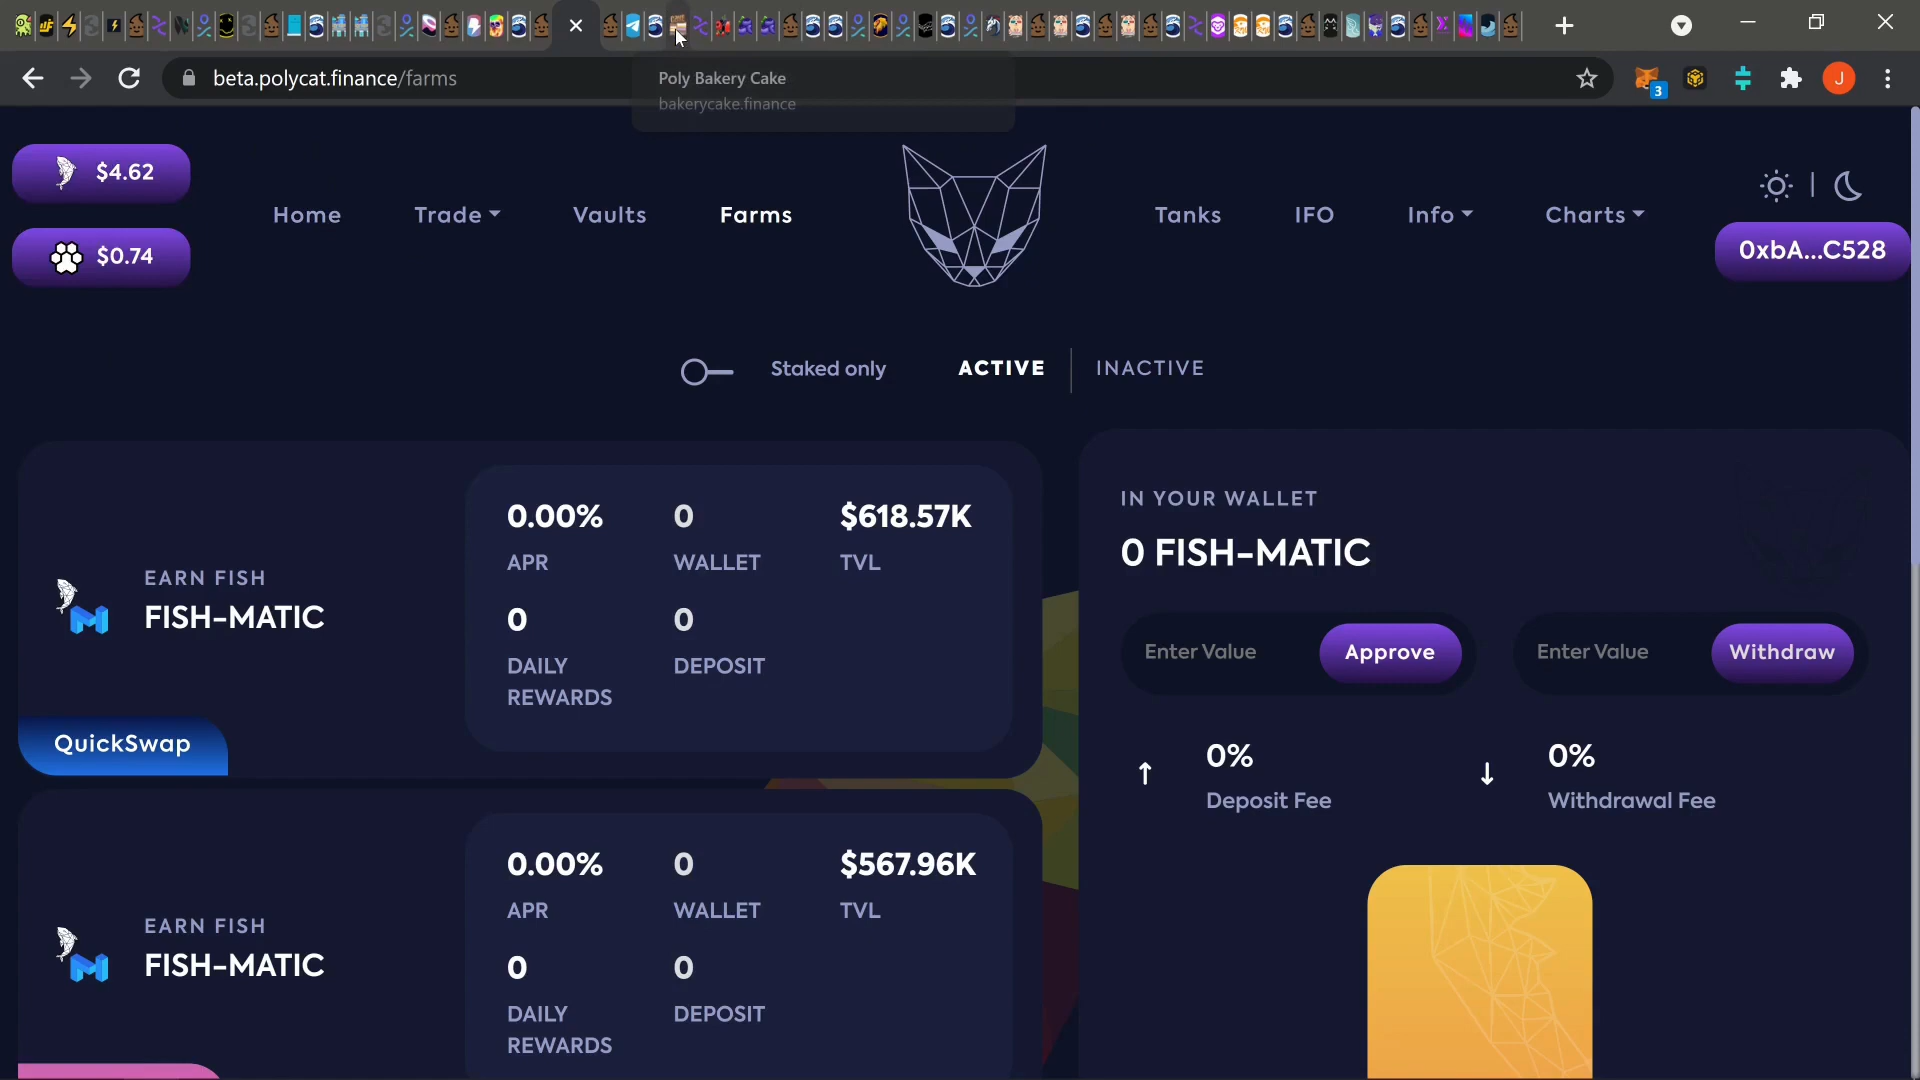 beta.polycat.finance/farms
Poly Bakery Cake
bakerycake.finance
3
J
$4.62
$0.74
Home
Trade
Vaults
Farms
Tanks
IFO
Info
Charts
0xbA...C528
Staked only
ACTIVE
INACTIVE
EARN FISH
FISH-MATIC
QuickSwap
0.00%
APR
0
WALLET
$618.57K
TVL
0
DAILY
REWARDS
0
DEPOSIT
IN YOUR WALLET
0 FISH-MATIC
Enter Value
Approve
Enter Value
Withdraw
0%
Deposit Fee
0%
Withdrawal Fee
EARN FISH
FISH-MATIC
0.00%
APR
0
WALLET
$567.96K
TVL
0
DAILY
REWARDS
0
DEPOSIT